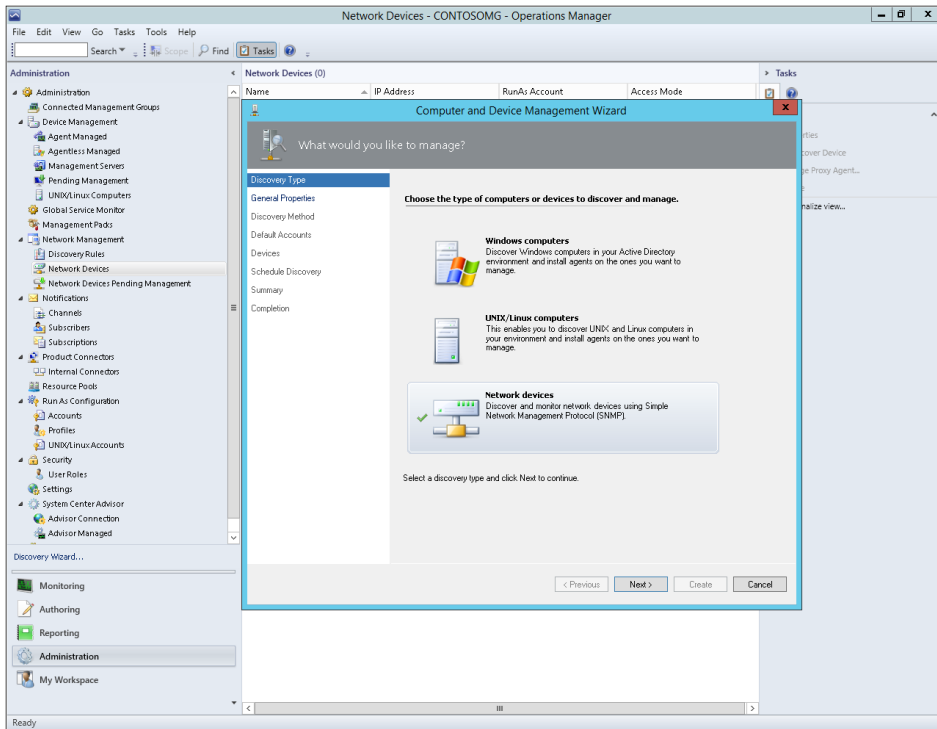 Network Devices - CONTOSOMG - Operations Manager
File Edit View Go Tasks Tools Help
Search Scope Find Tasks
Administration
Administration
Connected Management Groups
Device Management
Agent Managed
Agentless Managed
Management Servers
Pending Management
UNIX/Linux Computers
Global Service Monitor
Management Packs
Network Management
Discovery Rules
Network Devices
Network Devices Pending Management
Notifications
Channels
Subscribers
Subscriptions
Product Connectors
Internal Connectors
Resource Pools
Run As Configuration
Accounts
Profiles
UNIX/Linux Accounts
Security
User Roles
Settings
System Center Advisor
Advisor Connection
Advisor Managed
Discovery Wizard...
Monitoring
Authoring
Reporting
Administration
My Workspace
Ready
Network Devices (0)
Name IP Address RunAs Account Access Mode
Computer and Device Management Wizard
What would you like to manage?
Discovery Type
General Properties
Discovery Method
Default Accounts
Devices
Schedule Discovery
Summary
Completion
Choose the type of computers or devices to discover and manage.
Windows computers
Discover Windows computers in your Active Directory
environment and install agents on the ones you want to
manage.
UNIX/Linux computers
This enables you to discover UNIX and Linux computers in
your environment and install agents on the ones you want to
manage.
Network devices
Discover and monitor network devices using Simple
Network Management Protocol (SNMP).
Select a discovery type and click Next to continue.
< Previous Next > Create Cancel
Tasks
rties
cover Device
ge Proxy Agent...
nalize view...